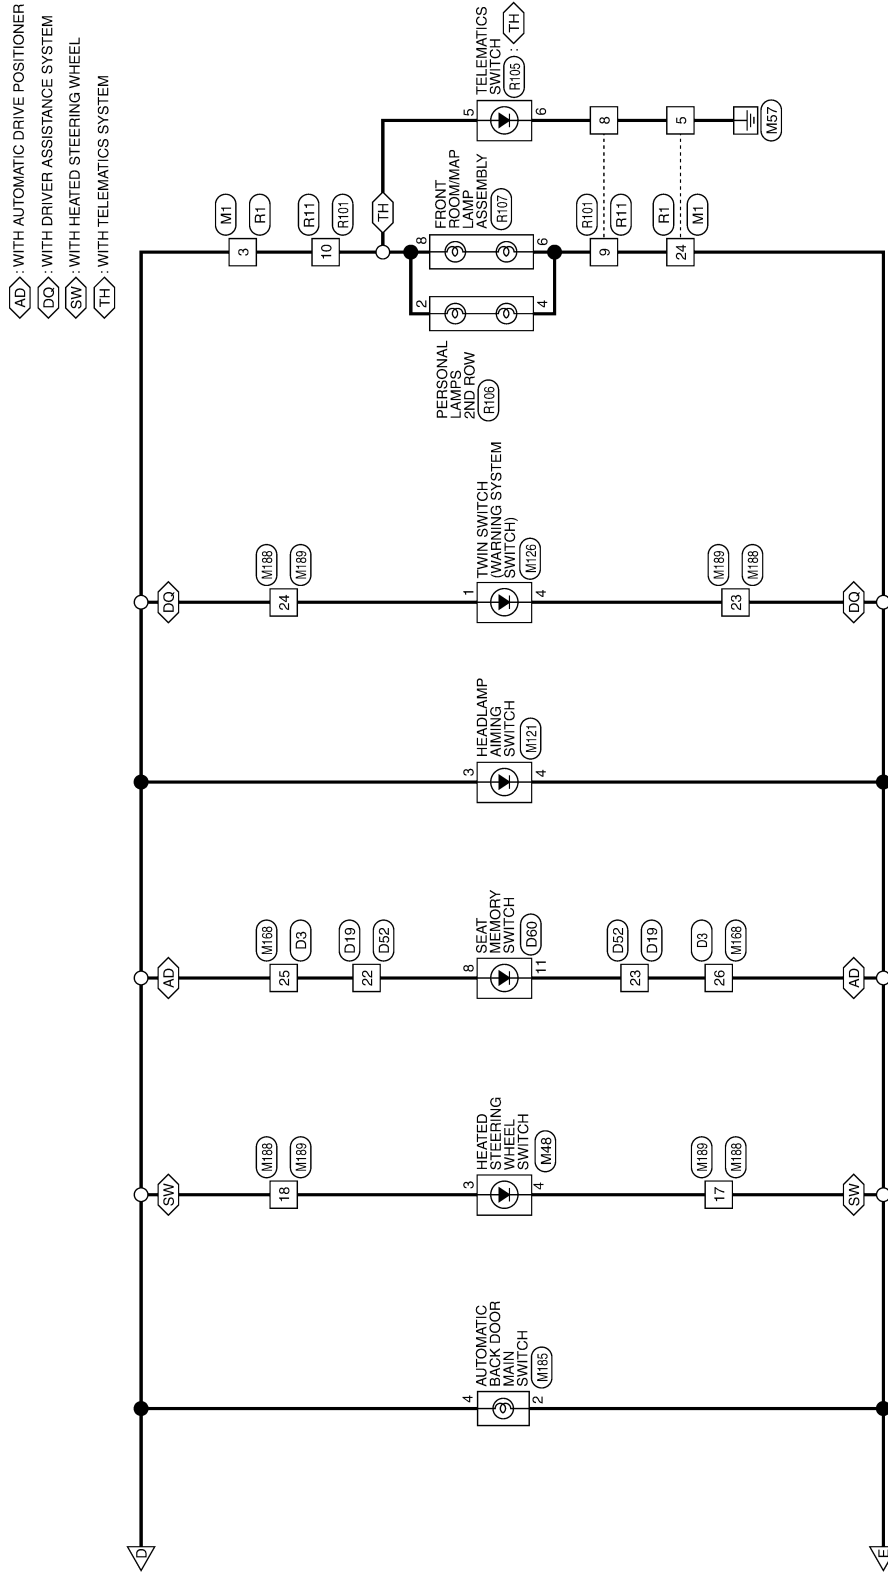 AD : WITH AUTOMATIC DRIVE POSITIONER
DQ : WITH DRIVER ASSISTANCE SYSTEM
SW : WITH HEATED STEERING WHEEL
TH : WITH TELEMATICS SYSTEM
D
4
AUTOMATIC
BACK DOOR
MAIN
SWITCH
M185
2
SW
M188
18
M189
3
HEATED
STEERING
WHEEL
SWITCH
M48
4
M189
17
M188
SW
AD
M168
25
D3
D19
22
D52
8
SEAT
MEMORY
SWITCH
D60
11
D52
23
D19
D3
26
M168
AD
3
HEADLAMP
AIMING
SWITCH
M121
4
DQ
M188
24
M189
1
TWIN SWITCH
(WARNING SYSTEM
SWITCH)
M126
4
M189
23
M188
DQ
M1
3
R1
R11
10
R101
TH
2
PERSONAL
LAMPS
2ND ROW
R106
4
8
FRONT
ROOM/MAP
LAMP
ASSEMBLY
R107
6
5
TELEMATICS
SWITCH
R105 : TH
6
R101
9
R11
8
R1
24
M1
5
M57
E